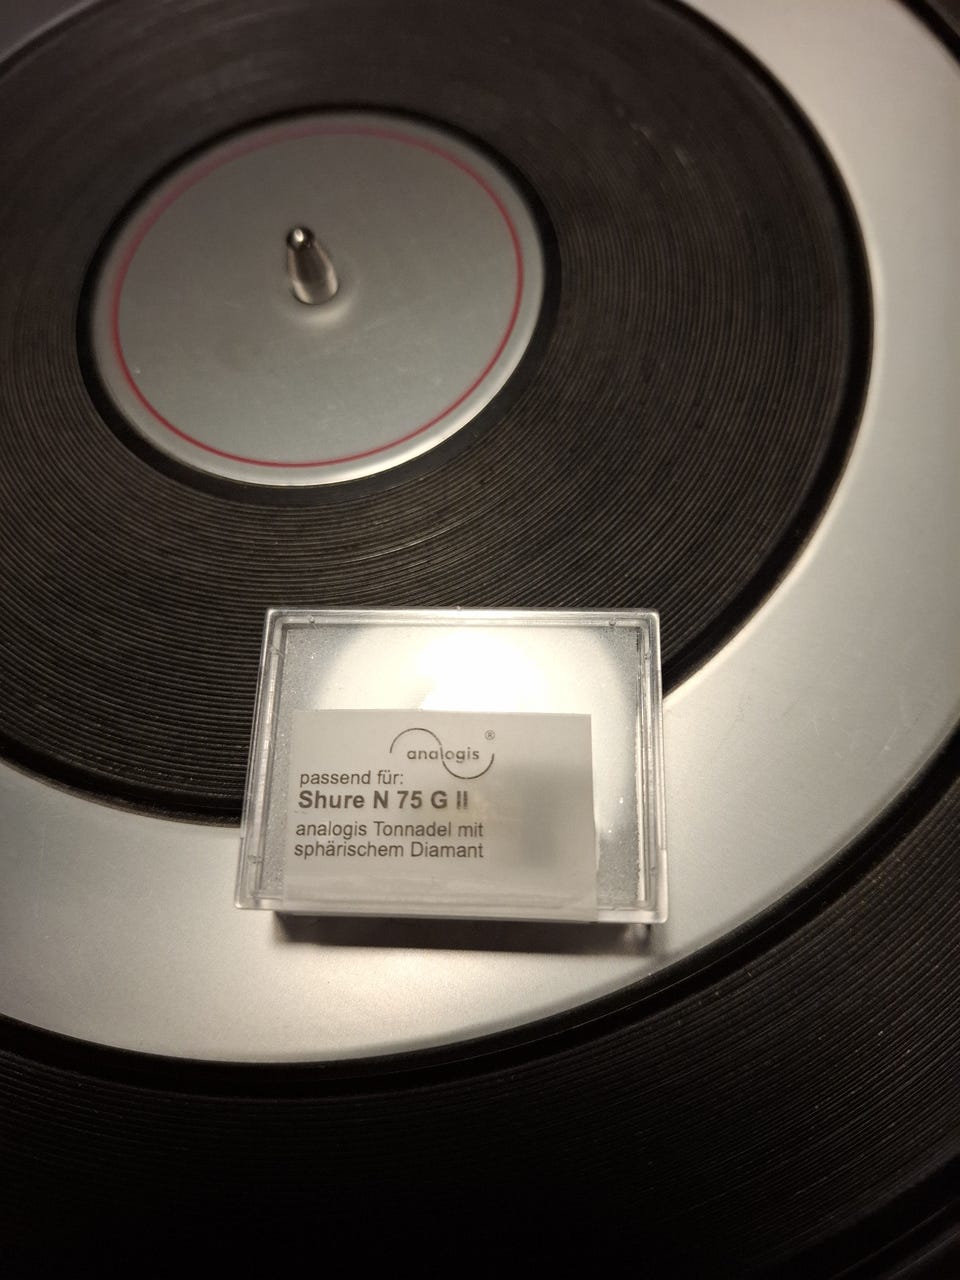 analogis®
passend für:
Shure N 75 G II
analogis Tonnadel mit
sphärischem Diamant